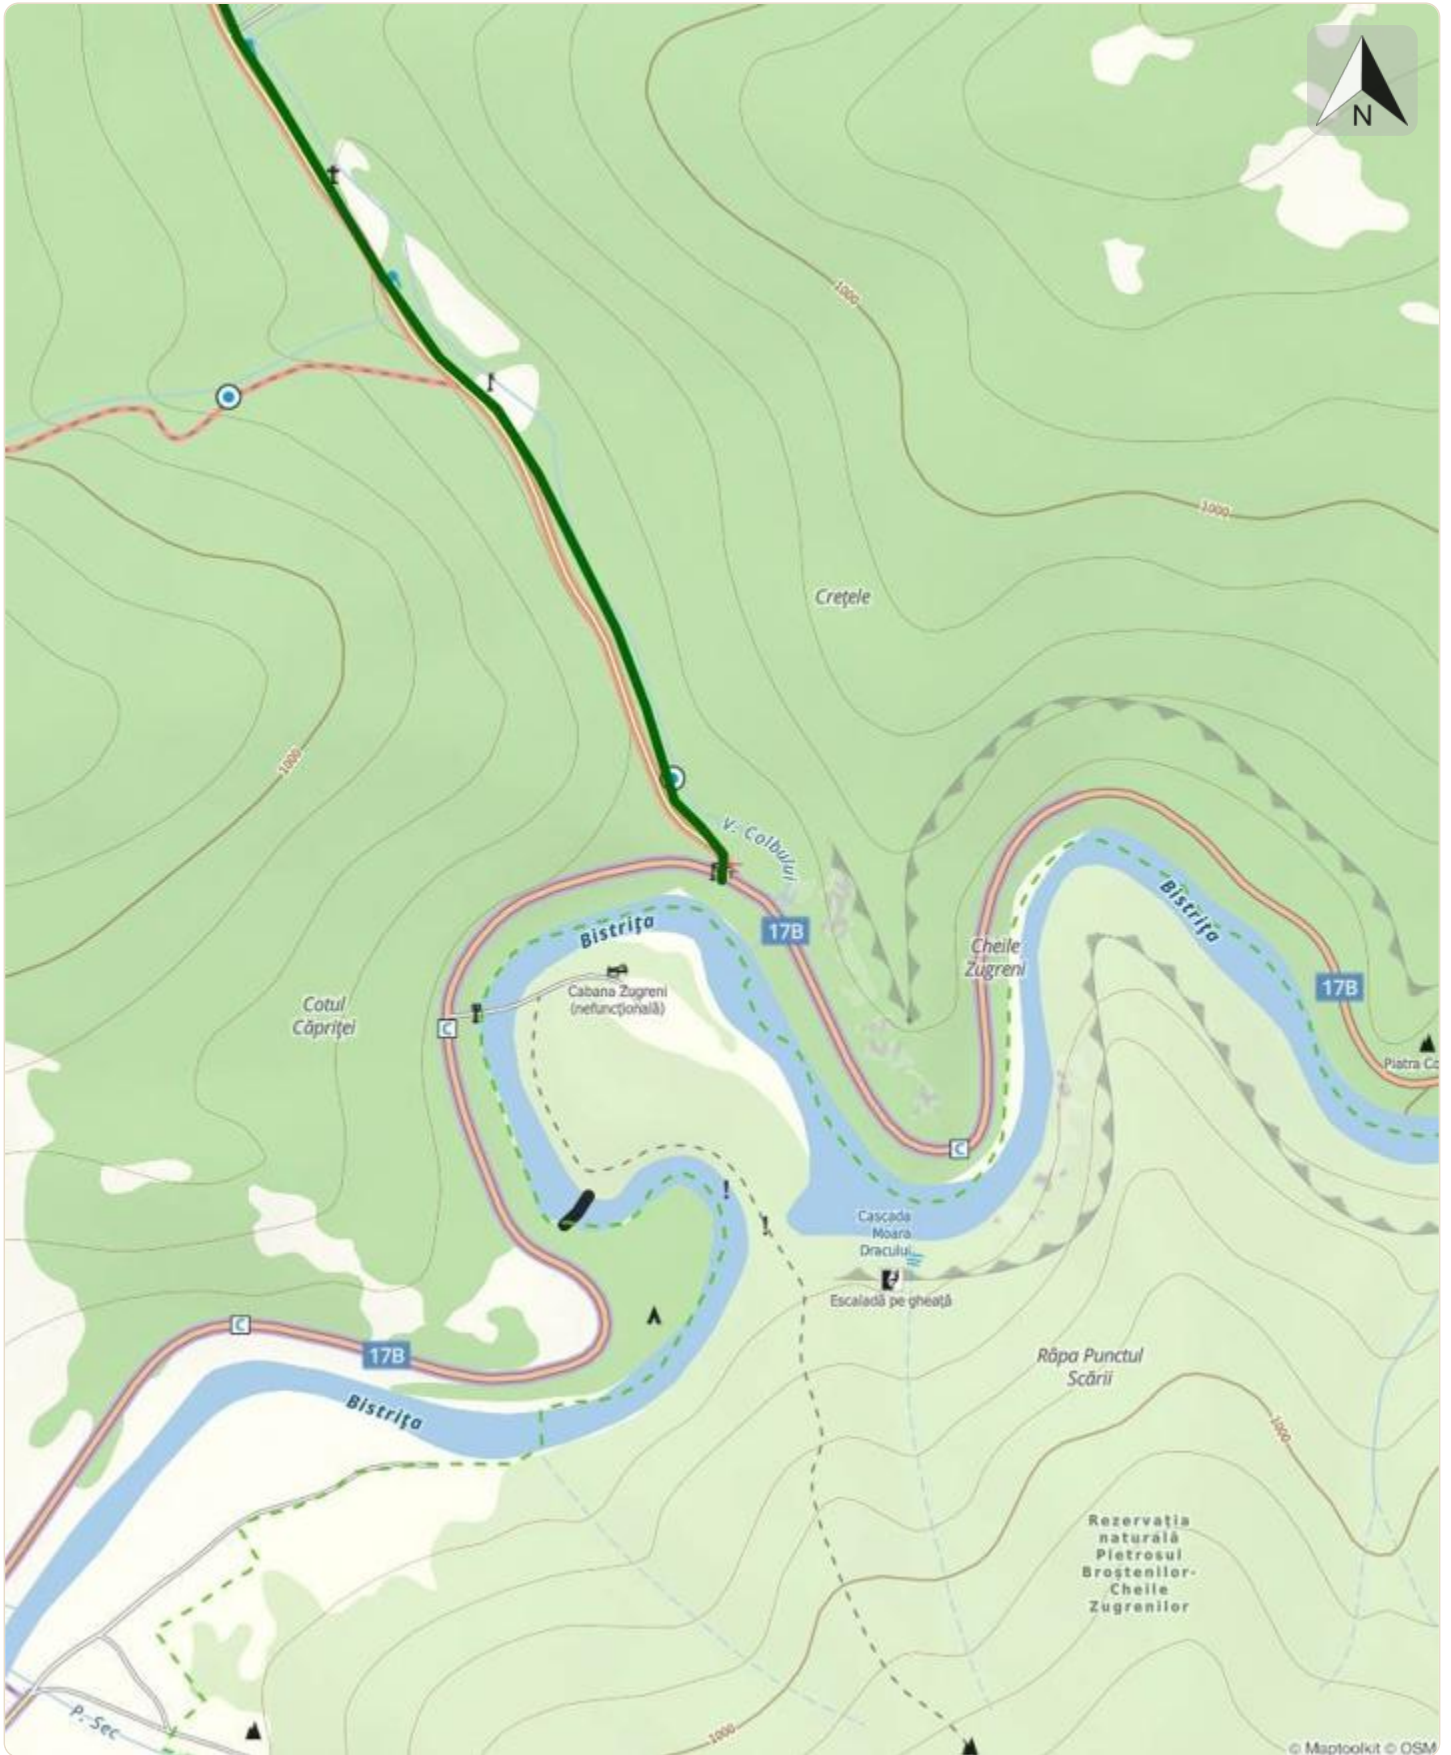 N
1000
1000
Crețele
1000
V. Colbului
Bistrița
17B
Bistrița
Cheile
Zugreni
17B
Cabana Zugreni
(nefuncțională)
Cotul
Căpriței
C
Piatra Co
C
Cascada
Moara
Dracului
Escaladă pe gheață
C
17B
Râpa Punctul
Scării
Bistrița
1000
Rezervația
naturală
Pietrosul
Broștenilor-
Cheile
Zugrenilor
P. Sec
1000
© Maptoolkit © OSM